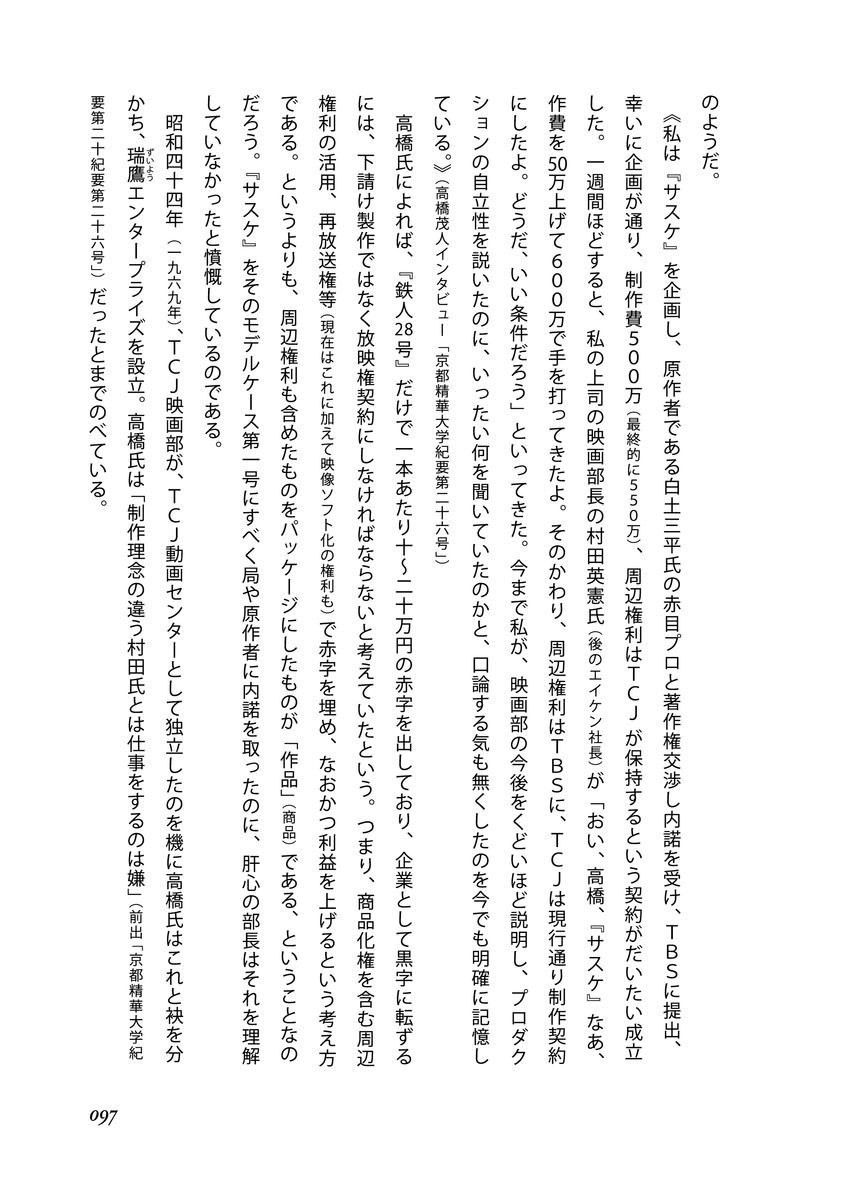 のようだ。
《私は『サスケ』を企画し、原作者である白土三平氏の赤目プロと著作権交渉し内諾を受け、ＴＢＳに提出、
幸いに企画が通り、制作費５００万（最終的に５５０万）、周辺権利はＴＣＪが保持するという契約がだいたい成立
した。一週間ほどすると、私の上司の映画部長の村田英憲氏（後のエイケン社長）が「おい、高橋、『サスケ』なあ、
作費を50万上げて６００万で手を打ってきたよ。そのかわり、周辺権利はＴＢＳに、ＴＣＪは現行通り制作契約
にしたよ。どうだ、いい条件だろう」といってきた。今まで私が、映画部の今後をくどいほど説明し、プロダク
ションの自立性を説いたのに、いったい何を聞いていたのかと、口論する気も無くしたのを今でも明確に記憶し
ている。》（高橋茂人インタビュー「京都精華大学紀要第二十六号」）
高橋氏によれば、『鉄人28号』だけで一本あたり十〜二十万円の赤字を出しており、企業として黒字に転ずる
には、下請け製作ではなく放映権契約にしなければならないと考えていたという。つまり、商品化権を含む周辺
権利の活用、再放送権等（現在はこれに加えて映像ソフト化の権利も）で赤字を埋め、なおかつ利益を上げるという考え方
である。というよりも、周辺権利も含めたものをパッケージにしたものが「作品」（商品）である、ということなの
だろう。『サスケ』をそのモデルケース第一号にすべく局や原作者に内諾を取ったのに、肝心の部長はそれを理解
していなかったと憤慨しているのである。
昭和四十四年（一九六九年）、ＴＣＪ映画部が、ＴＣＪ動画センターとして独立したのを機に高橋氏はこれと袂を分
かち、瑞鷹ずいようエンタープライズを設立。高橋氏は「制作理念の違う村田氏とは仕事をするのは嫌」（前出「京都精華大学紀
要第二十紀要第二十六号」）だったとまでのべている。
097